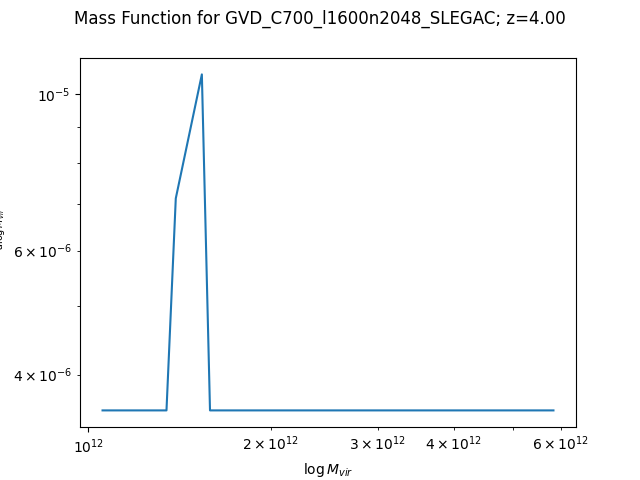 Mass Function for GVD_C700_l1600n2048_SLEGAC; z=4.00
10⁻⁵
6 × 10⁻⁶
4 × 10⁻⁶
10¹² 2 × 10¹² 3 × 10¹² 4 × 10¹² 6 × 10¹²
log M_vir